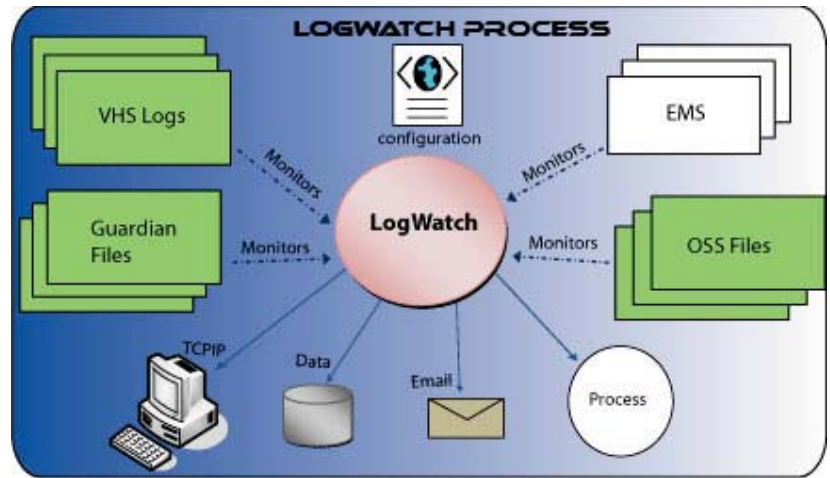 LOGWATCH PROCESS
VHS Logs
configuration
EMS
Monitors
Monitors
Guardian
Files
Monitors
LogWatch
Monitors
OSS Files
TCPIP
Data
Email
Process